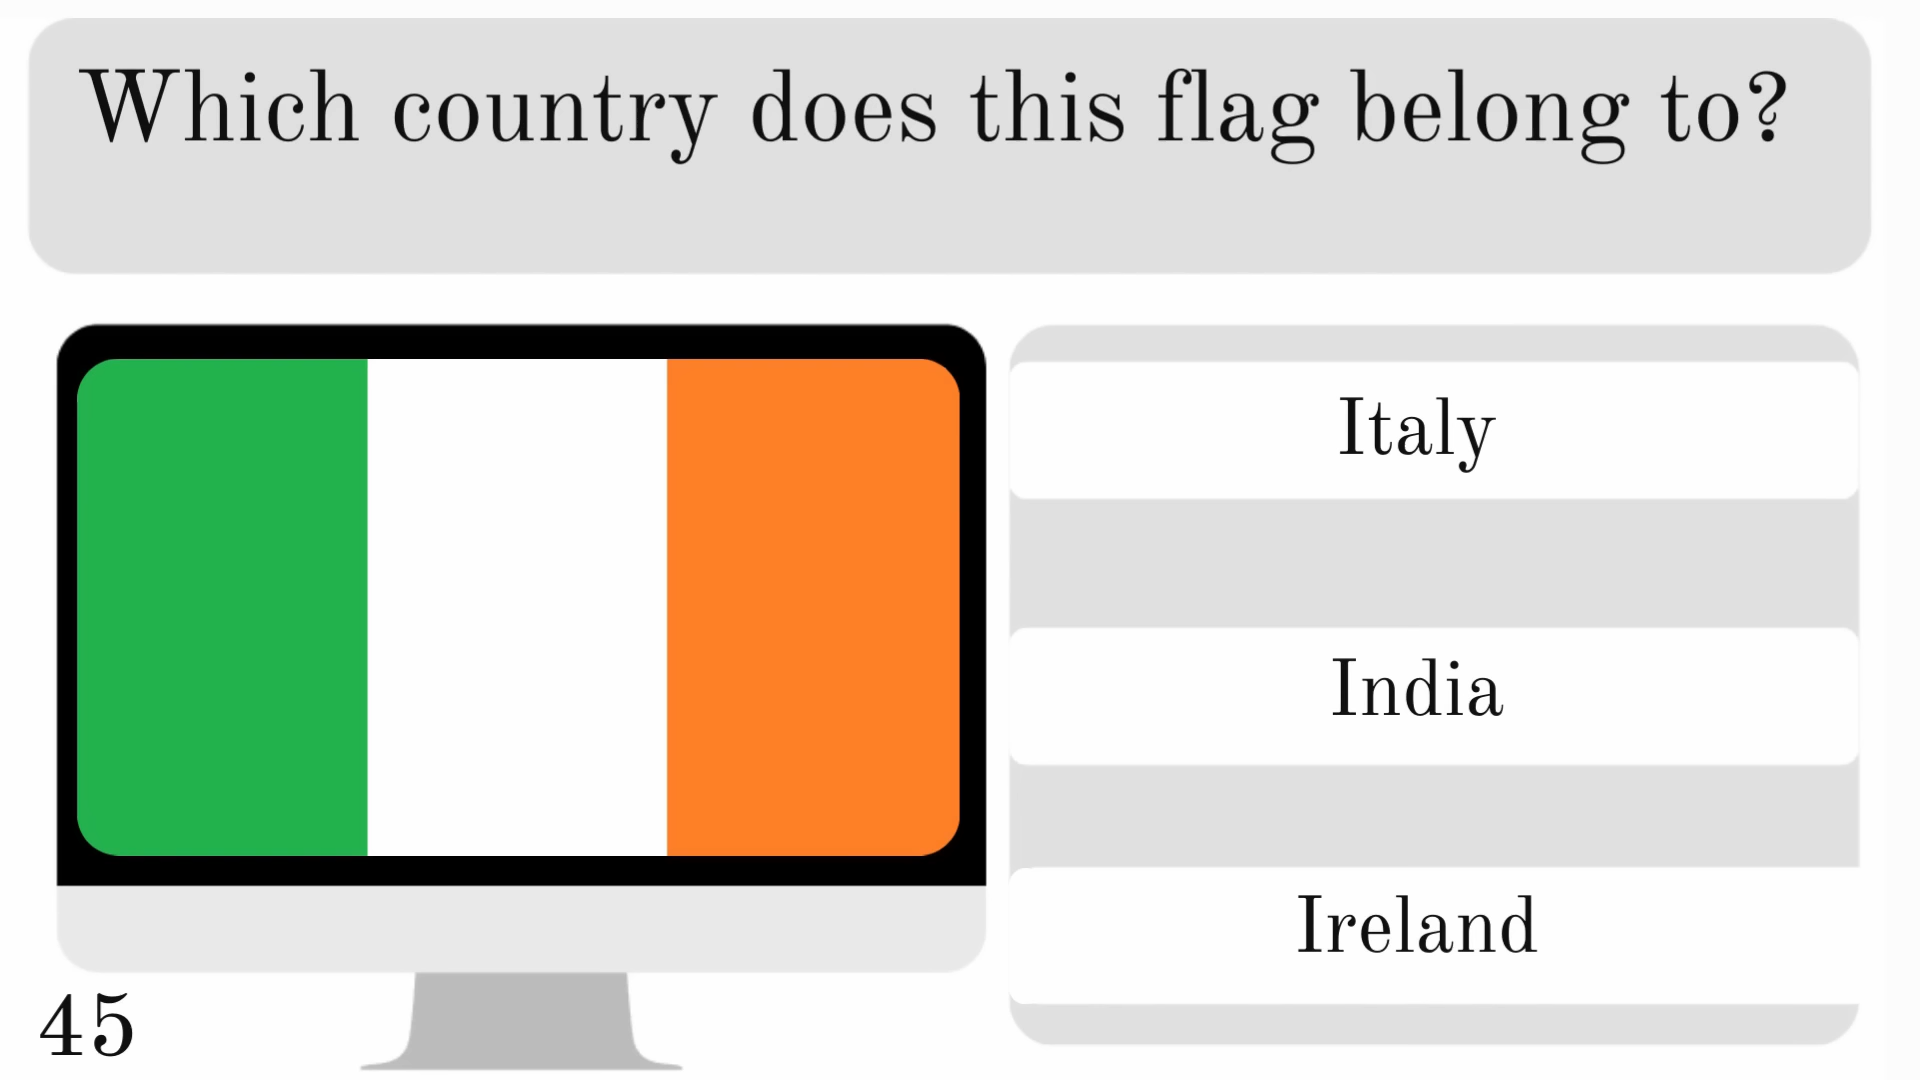 Which country does this flag belong to?
Italy
India
Ireland
45